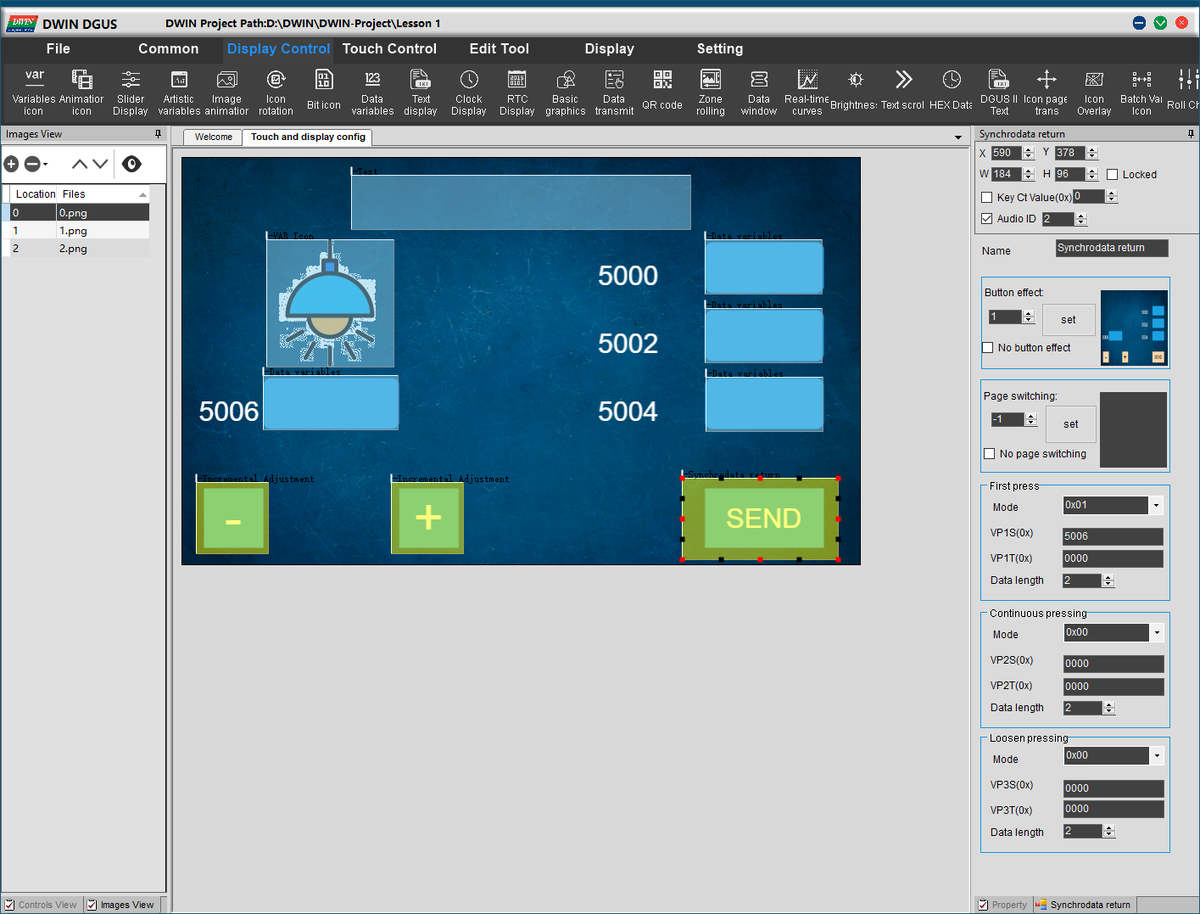 DWIN DWIN DGUS DWIN Project Path:D:\DWIN\DWIN-Project\Lesson 1
File Common Display Control Touch Control Edit Tool Display Setting
var
Variables icon
Animatior icon
Slider Display
Artistic variables
Image animatior
Icon rotation
Bit icon
123
Data variables
Text display
Clock Display
RTC Display
Basic graphics
Data transmit
QR code
Zone rolling
Data window
Real-time curves
Brightnes:
Text scrol
HEX Data
DGUS II Text
Icon page trans
Icon Overlay
Batch Vai Icon
Roll Ch
Images View
Location Files
0 0.png
1 1.png
2 2.png
Controls View Images View
Welcome Touch and display config
Text
VAR Icon
Data variables
5000
Data variables
5002
Data variables
Data variables
5006
5004
Incremental Adjustment
Incremental Adjustment
Synchrodata return
-
+
SEND
Synchrodata return
X 590 Y 378
W 184 H 96 Locked
Key Ct Value(0x) 0
Audio ID 2
Name Synchrodata return
Button effect:
1 set
No button effect
Page switching:
-1 set
No page switching
First press
Mode 0x01
VP1S(0x) 5006
VP1T(0x) 0000
Data length 2
Continuous pressing
Mode 0x00
VP2S(0x) 0000
VP2T(0x) 0000
Data length 2
Loosen pressing
Mode 0x00
VP3S(0x) 0000
VP3T(0x) 0000
Data length 2
Property Synchrodata return